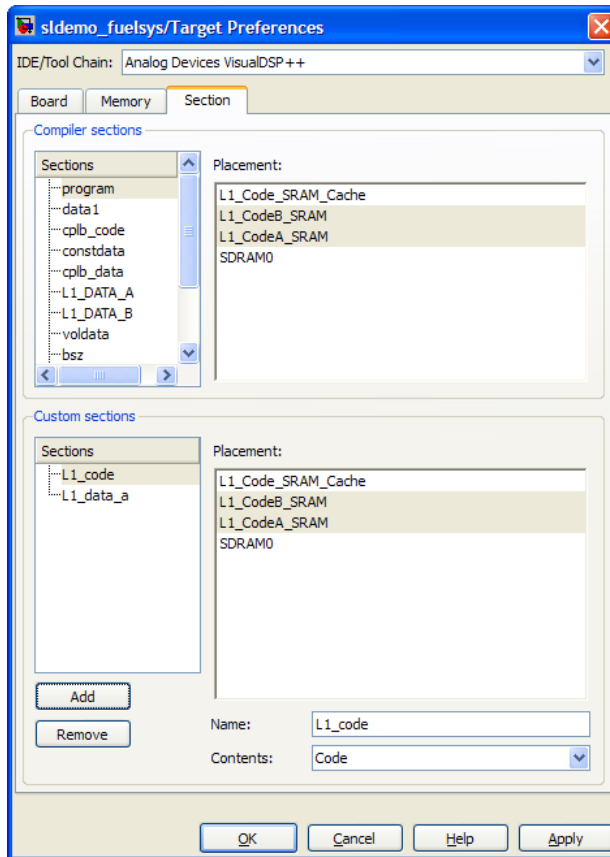 sldemo_fuelsys/Target Preferences
IDE/Tool Chain: Analog Devices VisualDSP++
Board Memory Section
Compiler sections
Sections
program
data1
cplb_code
constdata
cplb_data
L1_DATA_A
L1_DATA_B
voldata
bsz
Placement:
L1_Code_SRAM_Cache
L1_CodeB_SRAM
L1_CodeA_SRAM
SDRAM0
Custom sections
Sections
L1_code
L1_data_a
Placement:
L1_Code_SRAM_Cache
L1_CodeB_SRAM
L1_CodeA_SRAM
SDRAM0
Add
Remove
Name: L1_code
Contents: Code
OK Cancel Help Apply